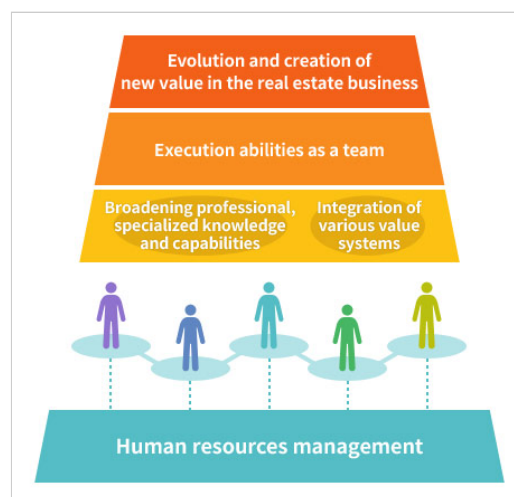 Evolution and creation of
new value in the real estate business
Execution abilities as a team
Broadening professional,
specialized knowledge
and capabilities
Integration of
various value
systems
Human resources management